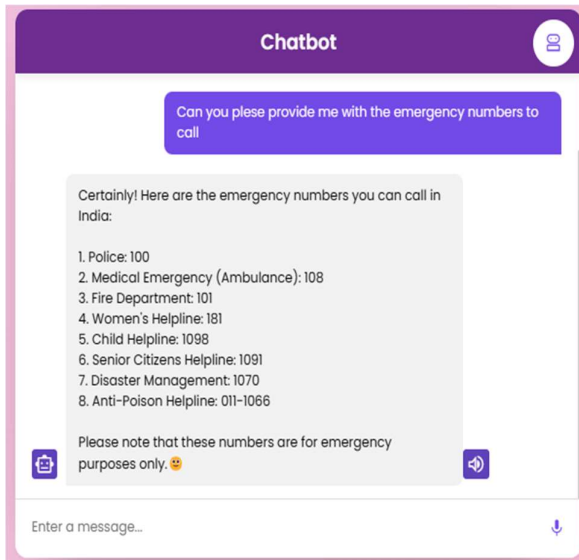 Chatbot
Can you plese provide me with the emergency numbers to
call
Certainly! Here are the emergency numbers you can call in
India:
1. Police: 100
2. Medical Emergency (Ambulance): 108
3. Fire Department: 101
4. Women's Helpline: 181
5. Child Helpline: 1098
6. Senior Citizens Helpline: 1091
7. Disaster Management: 1070
8. Anti-Poison Helpline: 011-1066
Please note that these numbers are for emergency
purposes only.🙂
Enter a message...